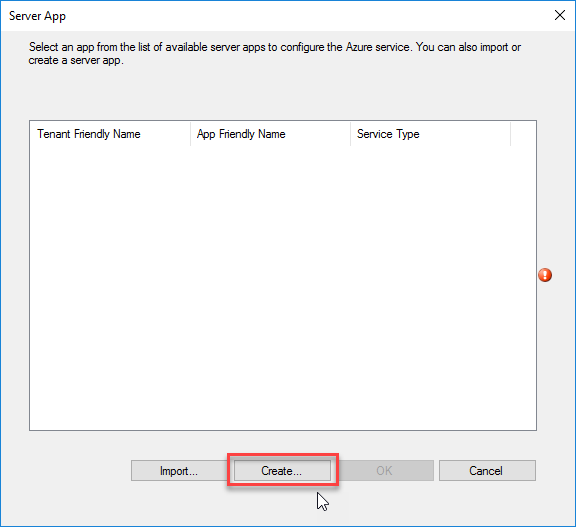 Server App
Select an app from the list of available server apps to configure the Azure service. You can also import or
create a server app.
Tenant Friendly Name App Friendly Name Service Type
Import... Create... OK Cancel